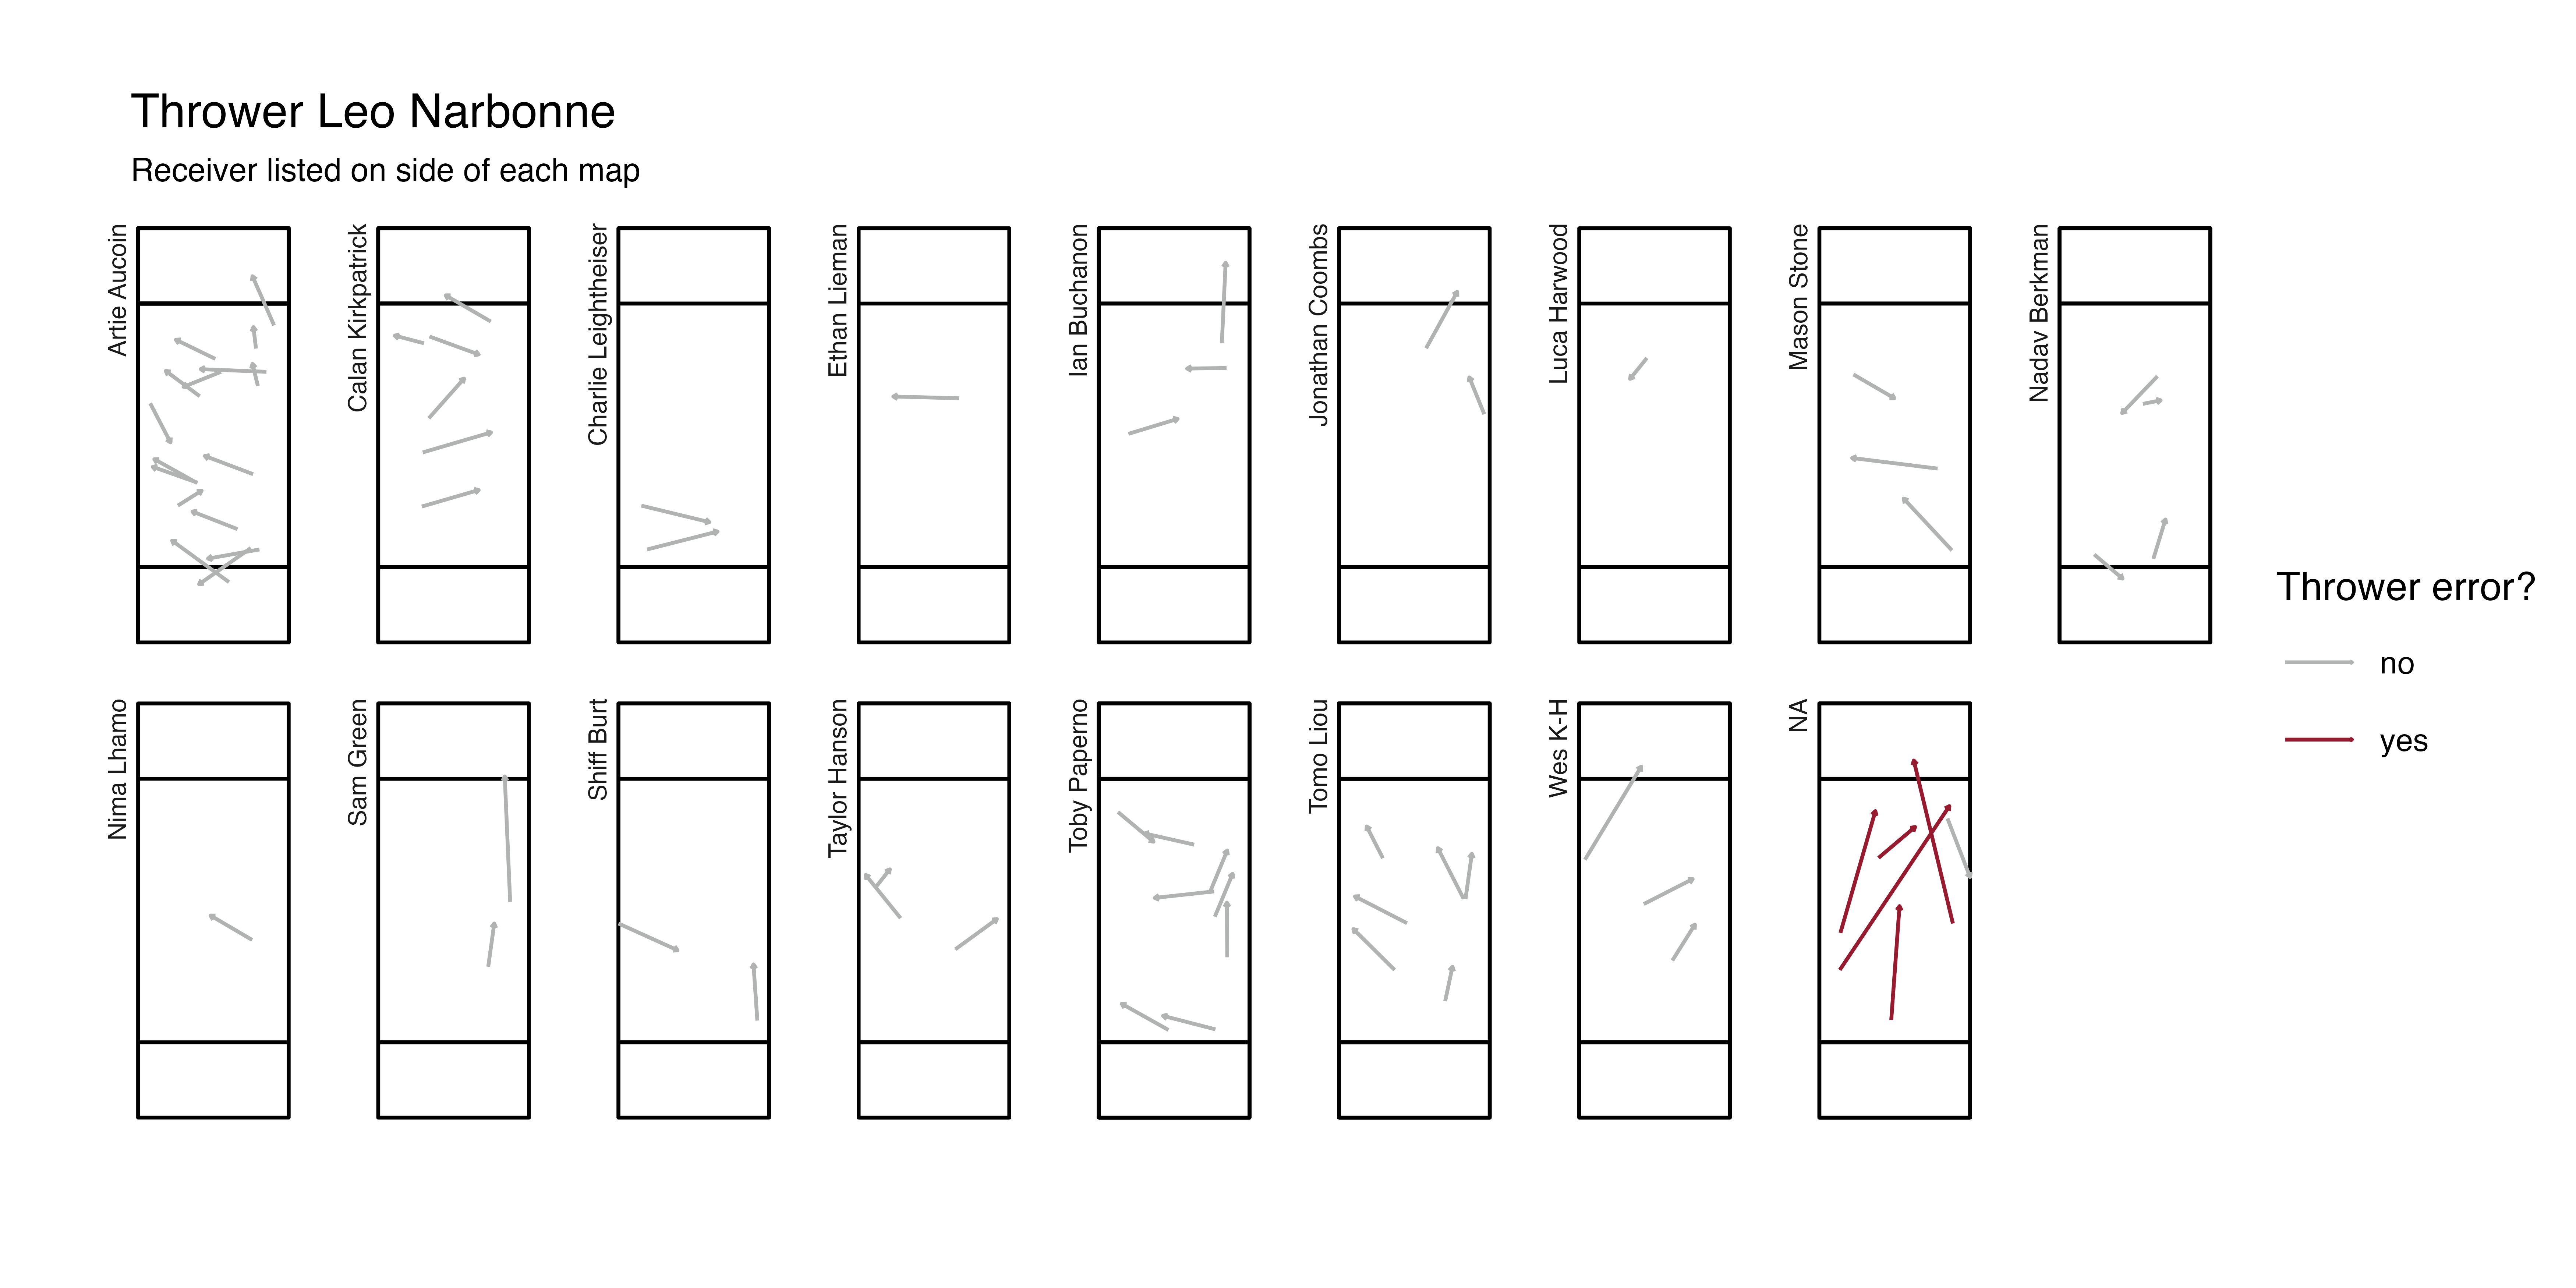 Thrower Leo Narbonne
Receiver listed on side of each map
Artie Aucoin
Calan Kirkpatrick
Charlie Leightheiser
Ethan Lieman
Ian Buchanon
Jonathan Coombs
Luca Harwood
Mason Stone
Nadav Berkman
Nima Lhamo
Sam Green
Shiff Burt
Taylor Hanson
Toby Paperno
Tomo Liou
Wes K-H
NA
Thrower error?
no
yes